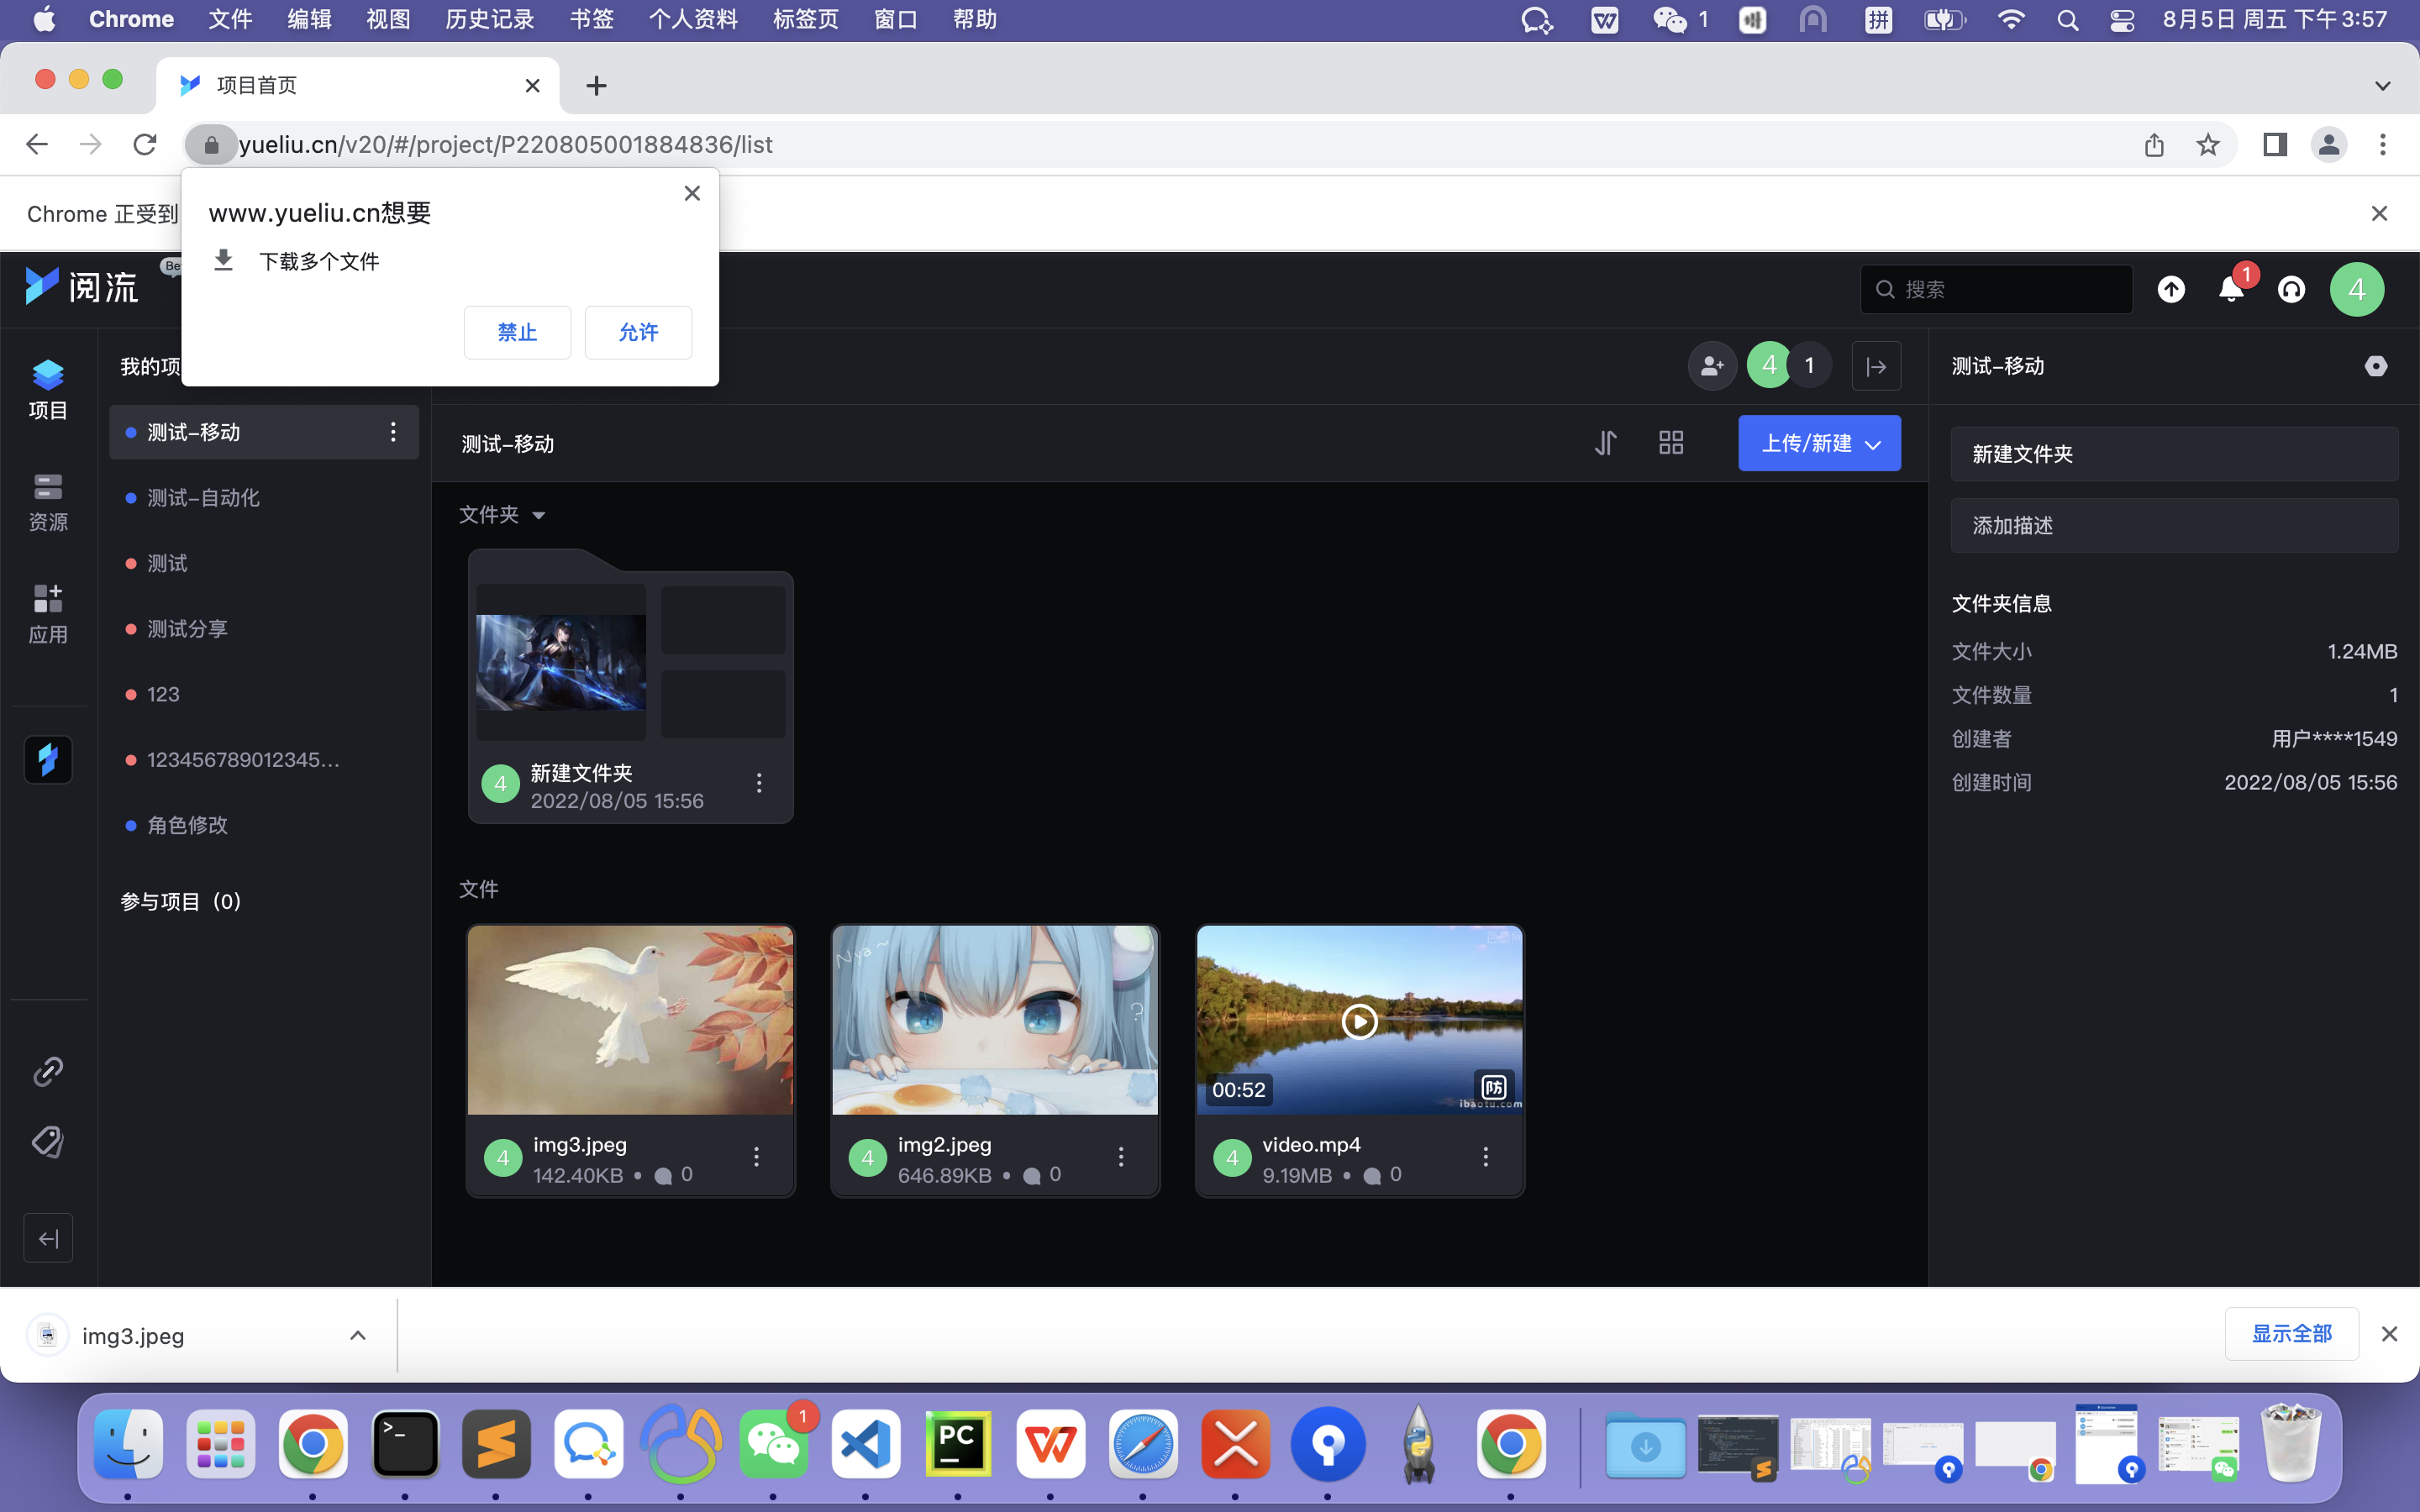 Chrome 文件 编辑 视图 历史记录 书签 个人资料 标签页 窗口 帮助 1 拼 8月5日 周五 下午3:57
项目首页
yueliu.cn/v20/#/project/P220805001884836/list
Chrome 正受到
www.yueliu.cn想要
下载多个文件
禁止 允许
阅流 Be
搜索 1 4
项目
资源
应用
我的项
测试-移动
测试-自动化
测试
测试分享
123
123456789012345...
角色修改
参与项目 (0)
4 1
测试-移动
上传/新建
文件夹
4 新建文件夹
2022/08/05 15:56
文件
Nya~
?
00:52
防
ibaotu.com
4 img3.jpeg
142.40KB • 0
4 img2.jpeg
646.89KB • 0
4 video.mp4
9.19MB • 0
测试-移动
新建文件夹
添加描述
文件夹信息
文件大小 1.24MB
文件数量 1
创建者 用户****1549
创建时间 2022/08/05 15:56
img3.jpeg
显示全部
>_
1
PC